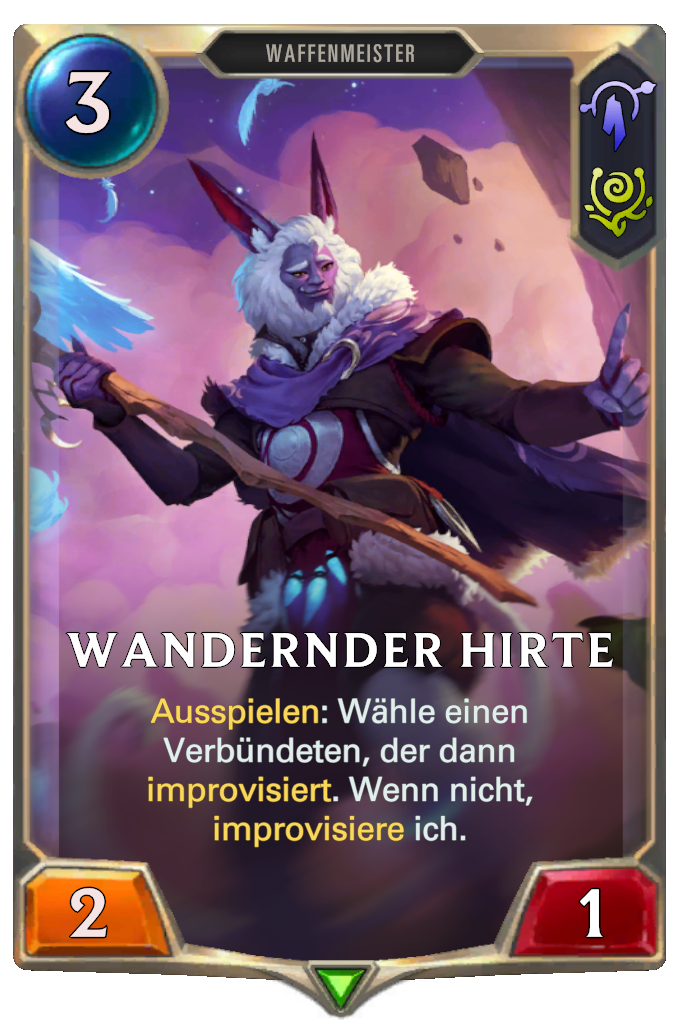 WAFFENMEISTER
3
WANDERNDER HIRTE
Ausspielen: Wähle einen
Verbündeten, der dann
improvisiert. Wenn nicht,
improvisiere ich.
2
1